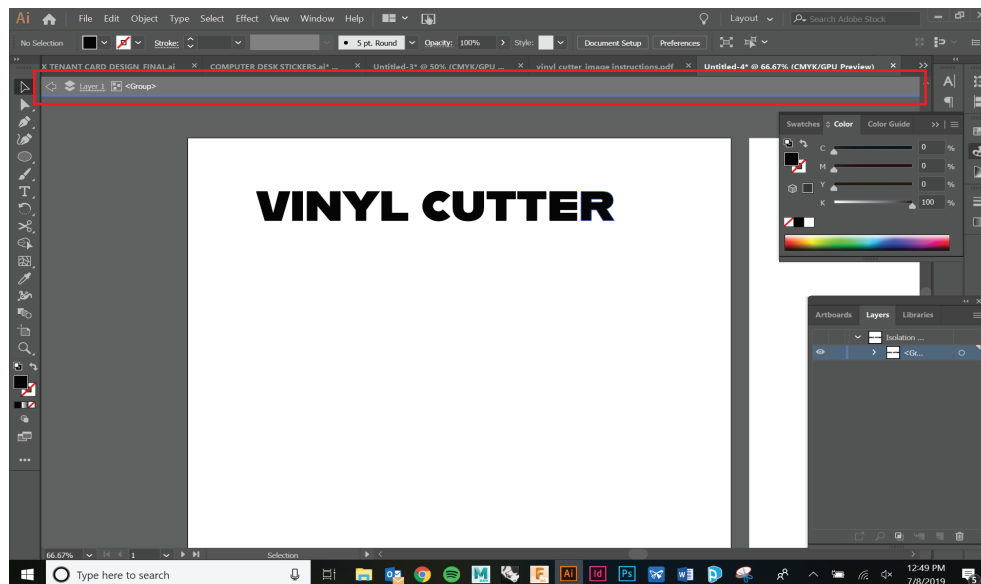 Ai File Edit Object Type Select Effect View Window Help Layout Search Adobe Stock
No Selection Stroke: 5 pt. Round Opacity: 100% Style: Document Setup Preferences
X TENANT CARD DESIGN_FINAL.ai × COMPUTER DESK STICKERS.ai* ... × Untitled-3* @ 50% (CMYK/GPU ... × vinyl cutter image instructions.pdf × Untitled-4* @ 66.67% (CMYK/GPU Preview) ×
Layer 1 <Group>
Swatches Color Color Guide
C 0 %
M 0 %
Y 0 %
K 100 %
VINYL CUTTER
Artboards Layers Libraries
Isolation ...
<Gr...
66.67% 1 Selection
Type here to search
12:49 PM
7/8/2019